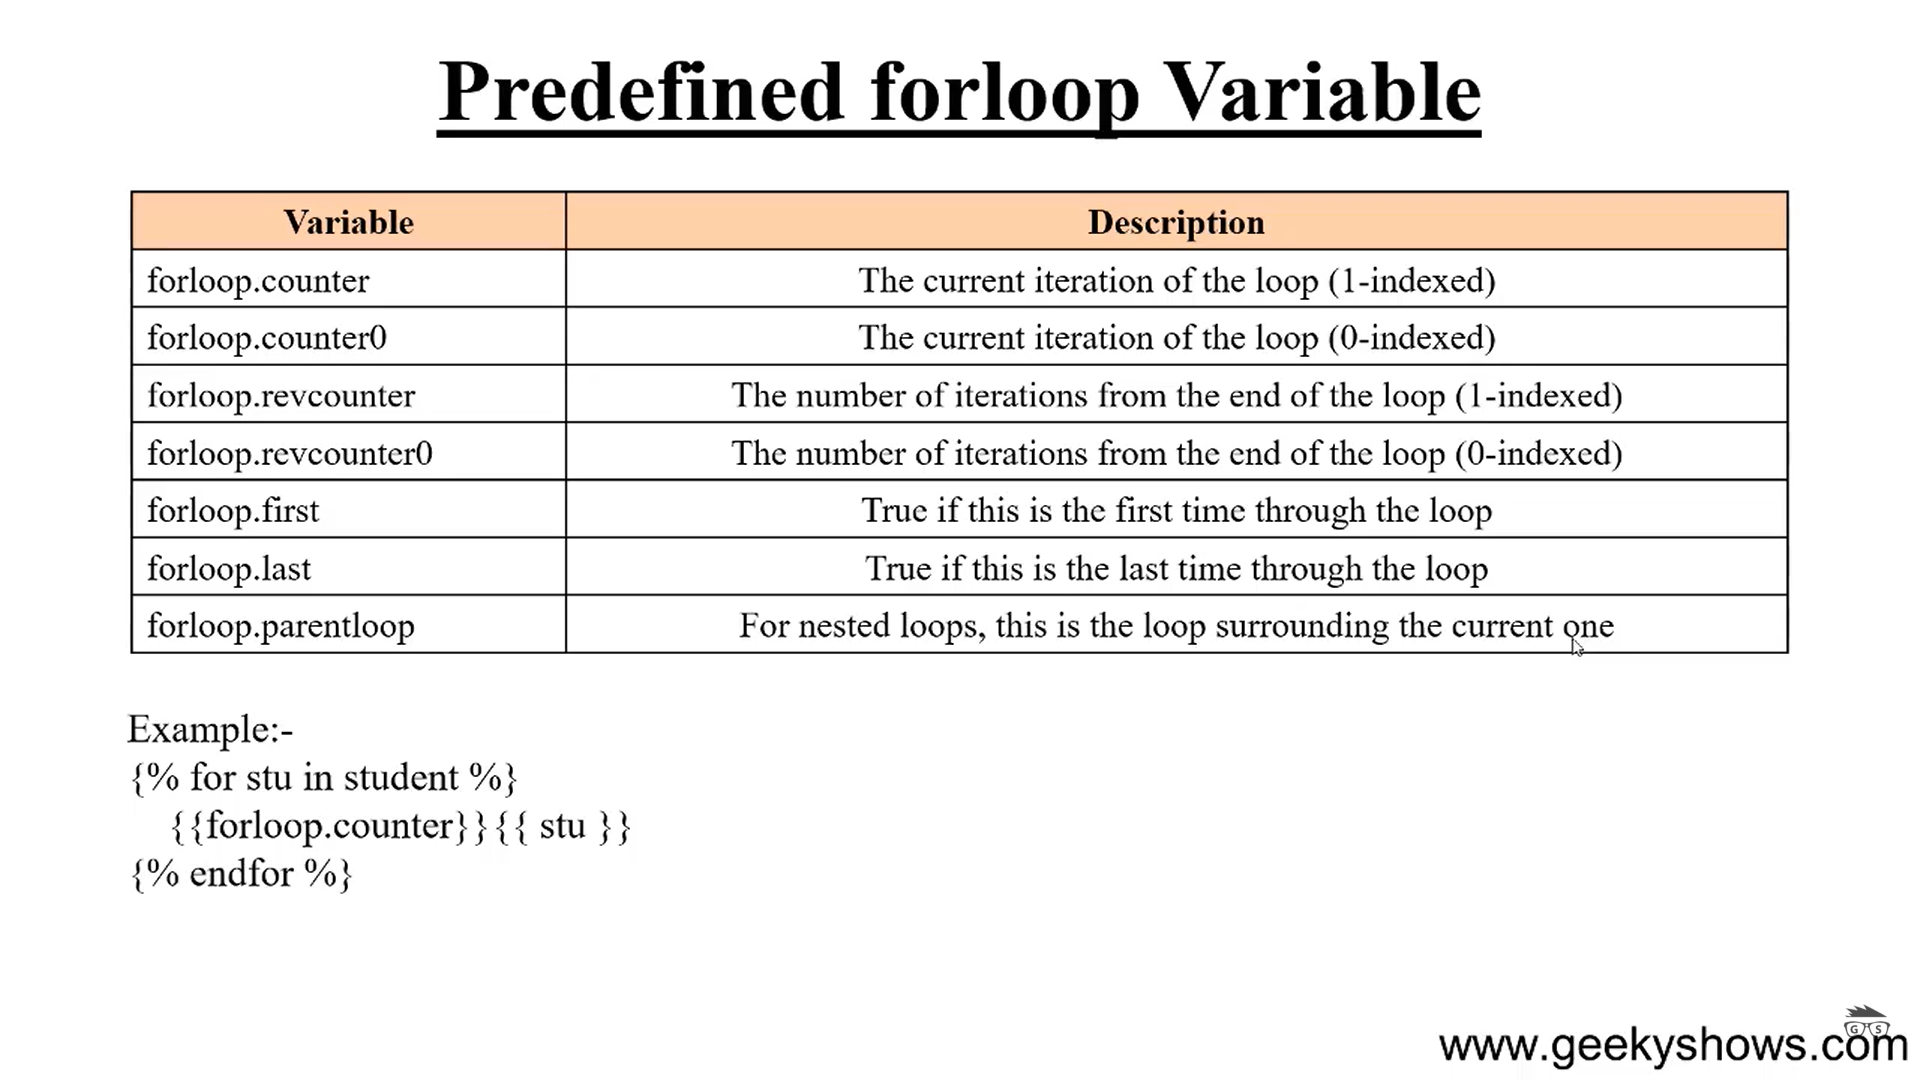 Predefined forloop Variable
Variable Description
forloop.counter The current iteration of the loop (1-indexed)
forloop.counter0 The current iteration of the loop (0-indexed)
forloop.revcounter The number of iterations from the end of the loop (1-indexed)
forloop.revcounter0 The number of iterations from the end of the loop (0-indexed)
forloop.first True if this is the first time through the loop
forloop.last True if this is the last time through the loop
forloop.parentloop For nested loops, this is the loop surrounding the current one
Example:-
{% for stu in student %}
{{forloop.counter}}{{ stu }}
{% endfor %}
G S
www.geekyshows.com